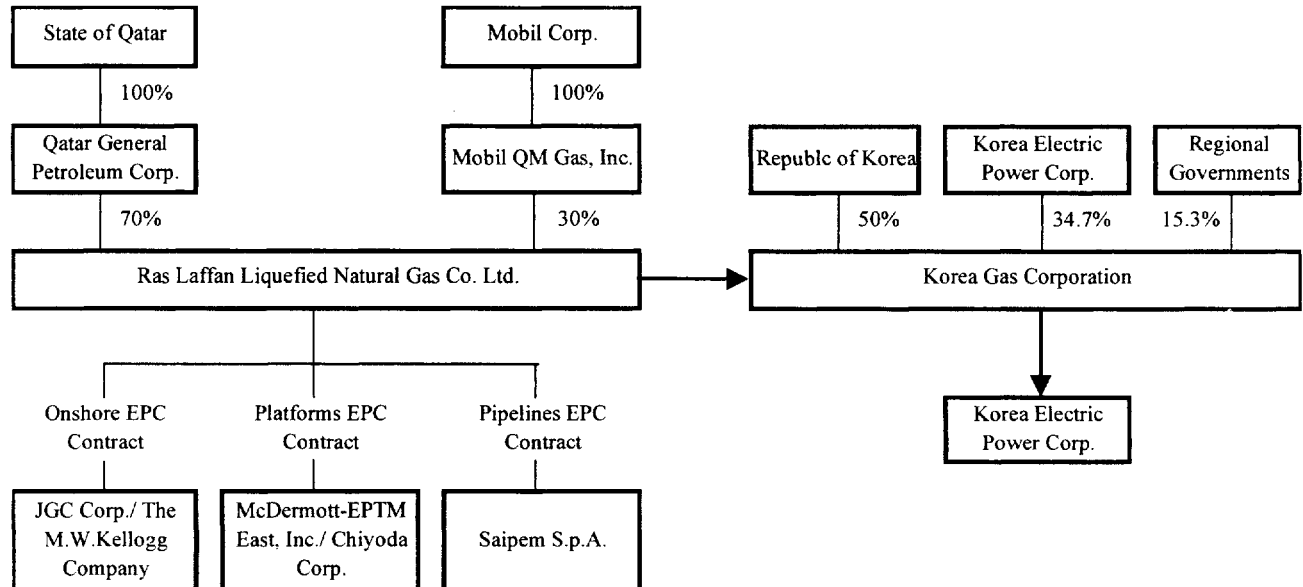 State of Qatar
Mobil Corp.
100%
100%
Qatar General
Petroleum Corp.
Mobil QM Gas, Inc.
Republc of Korea
Korea Electric
Power Corp.
Regional
Governments
70%
30%
50%
34.7%
15.3%
Ras Laffan Liquefied Natural Gas Co. Ltd.
Korea Gas Corporation
Onshore EPC
Contract
Platforms EPC
Contract
Pipelines EPC
Contract
Korea Electric
Power Corp.
JGC Corp./ The
M.W.Kellogg
Company
McDermott-EPTM
East, Inc./ Chiyoda
Corp.
Saipem S.p.A.